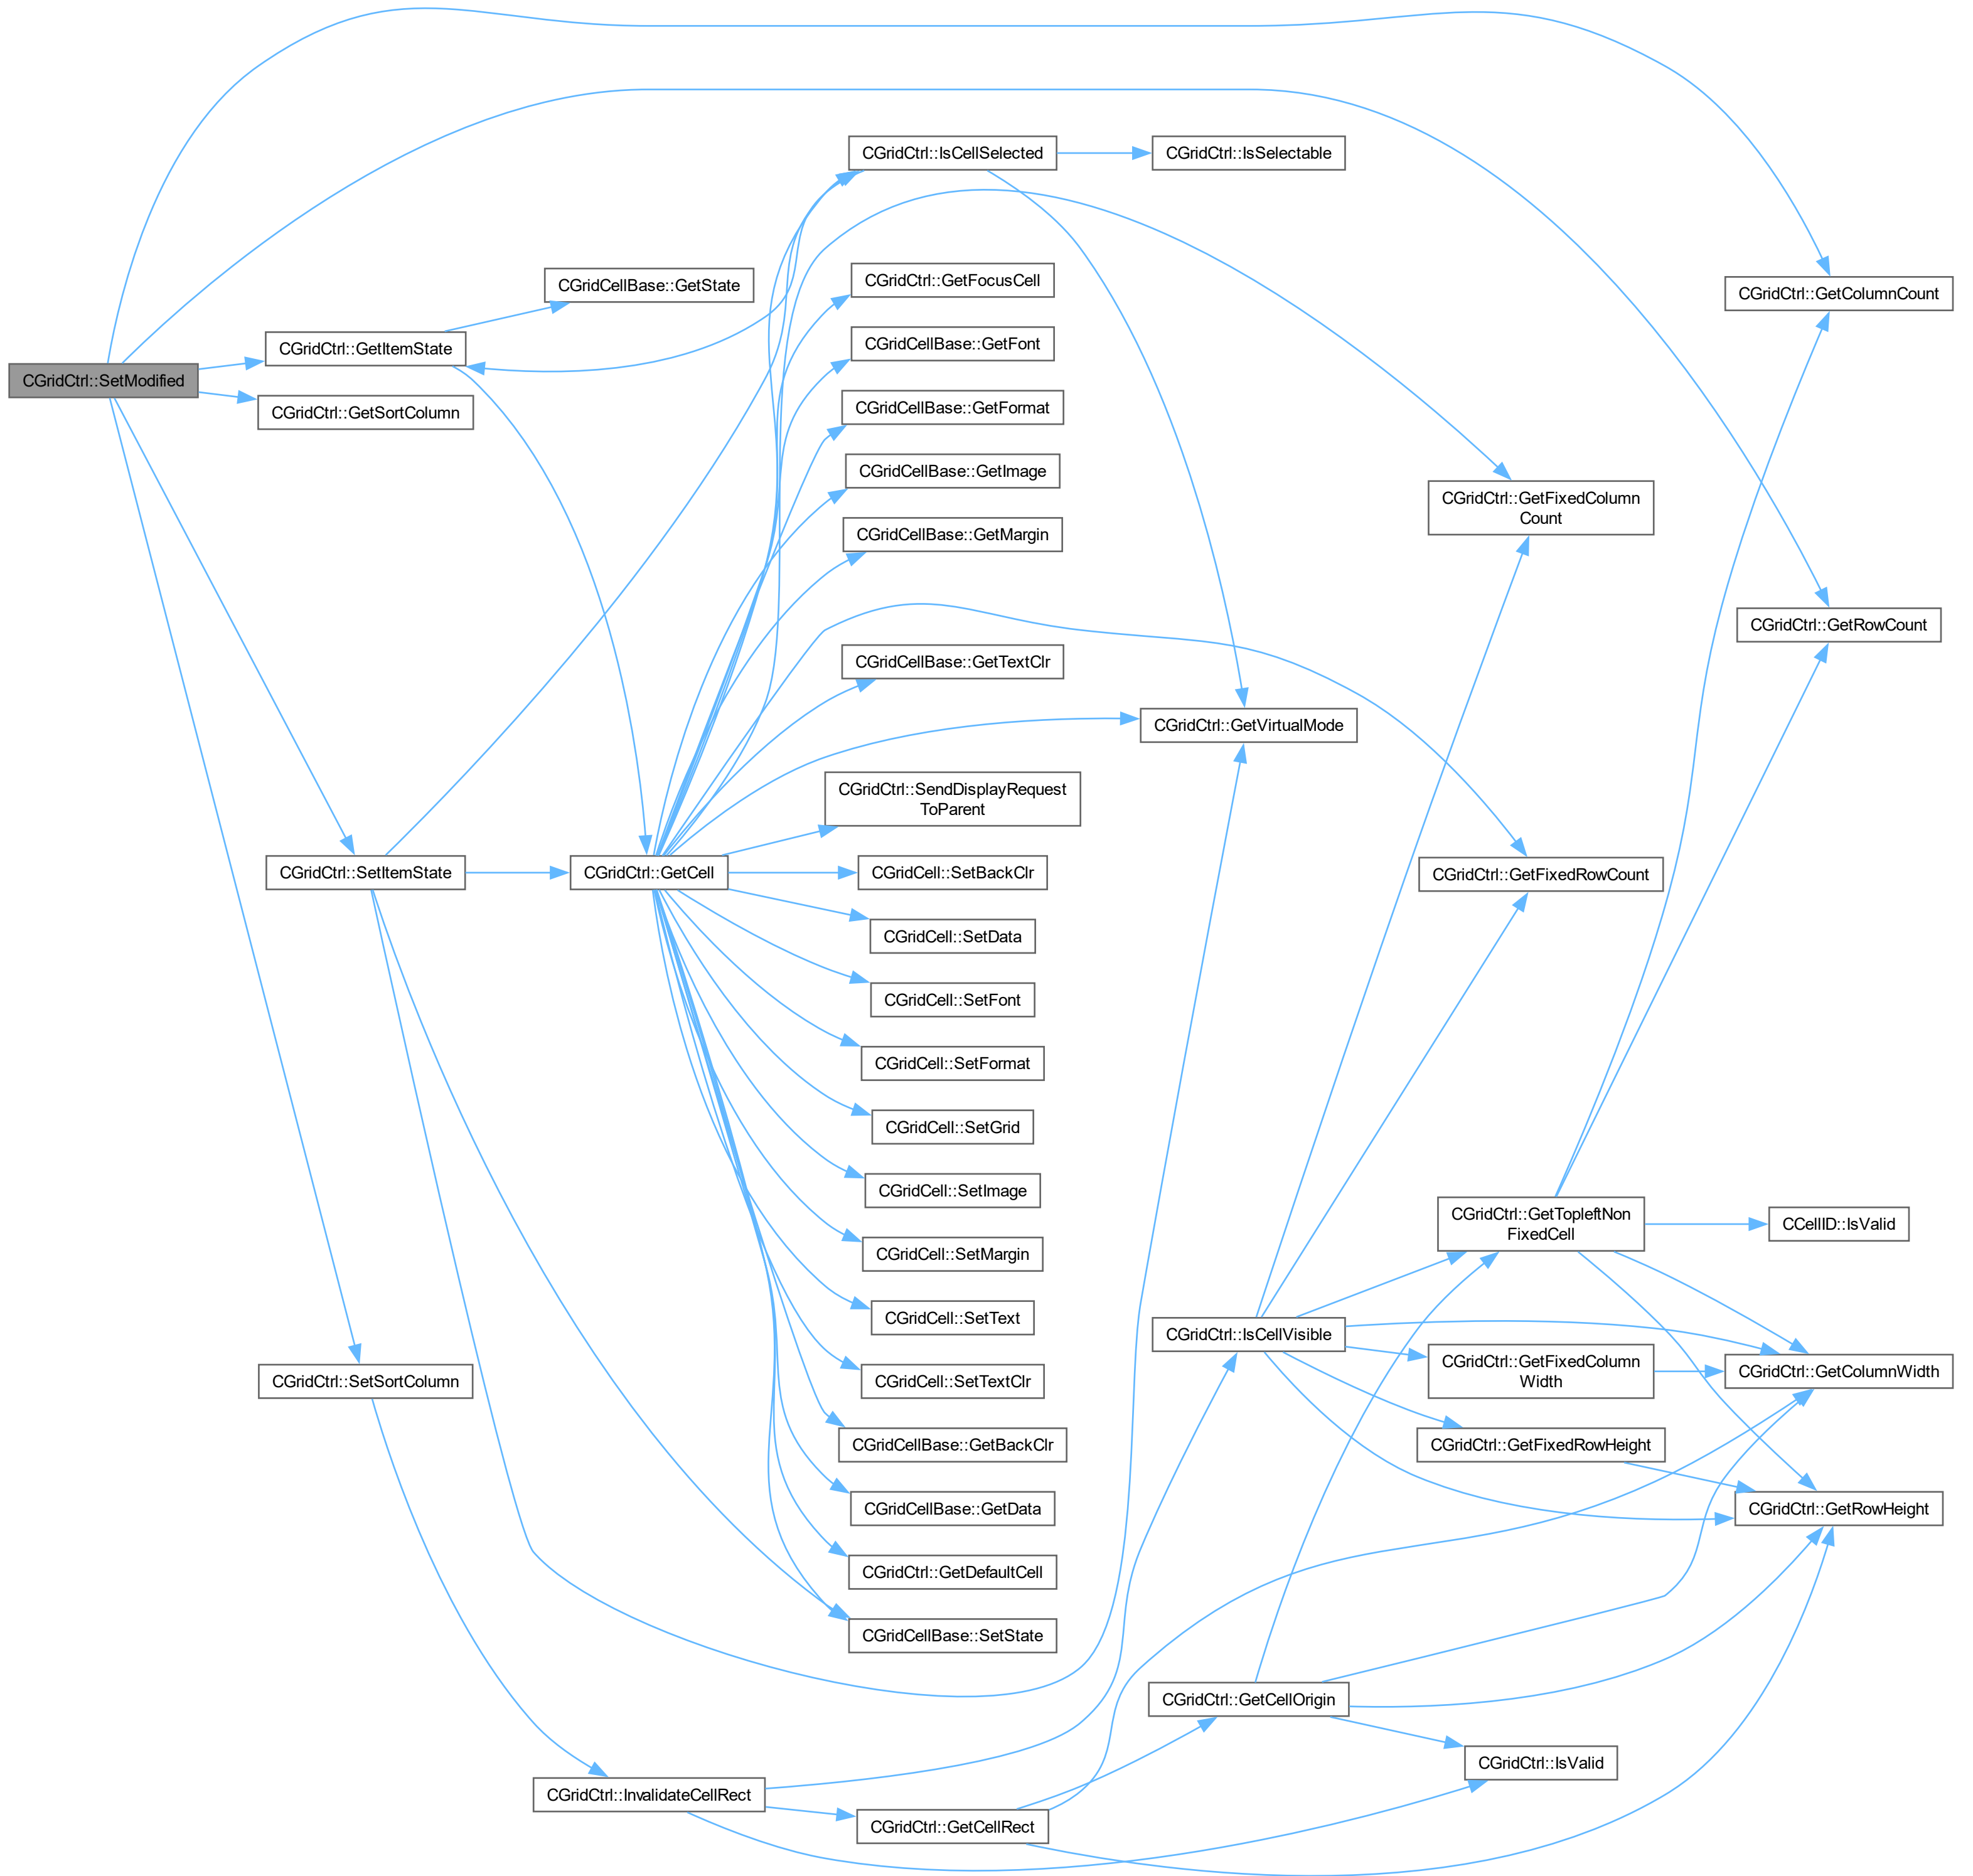 CGridCtrl::SetModified
CGridCtrl::GetItemState
CGridCtrl::GetSortColumn
CGridCtrl::SetItemState
CGridCtrl::SetSortColumn
CGridCellBase::GetState
CGridCtrl::GetCell
CGridCtrl::InvalidateCellRect
CGridCtrl::IsCellSelected
CGridCtrl::GetFocusCell
CGridCellBase::GetFont
CGridCellBase::GetFormat
CGridCellBase::GetImage
CGridCellBase::GetMargin
CGridCellBase::GetTextClr
CGridCtrl::SendDisplayRequest
ToParent
CGridCell::SetBackClr
CGridCell::SetData
CGridCell::SetFont
CGridCell::SetFormat
CGridCell::SetGrid
CGridCell::SetImage
CGridCell::SetMargin
CGridCell::SetText
CGridCell::SetTextClr
CGridCellBase::GetBackClr
CGridCellBase::GetData
CGridCtrl::GetDefaultCell
CGridCellBase::SetState
CGridCtrl::GetCellRect
CGridCtrl::IsSelectable
CGridCtrl::GetVirtualMode
CGridCtrl::IsCellVisible
CGridCtrl::GetCellOrigin
CGridCtrl::GetFixedColumn
Count
CGridCtrl::GetFixedRowCount
CGridCtrl::GetTopleftNon
FixedCell
CGridCtrl::GetFixedColumn
Width
CGridCtrl::GetFixedRowHeight
CGridCtrl::IsValid
CGridCtrl::GetColumnCount
CGridCtrl::GetRowCount
CCellID::IsValid
CGridCtrl::GetColumnWidth
CGridCtrl::GetRowHeight